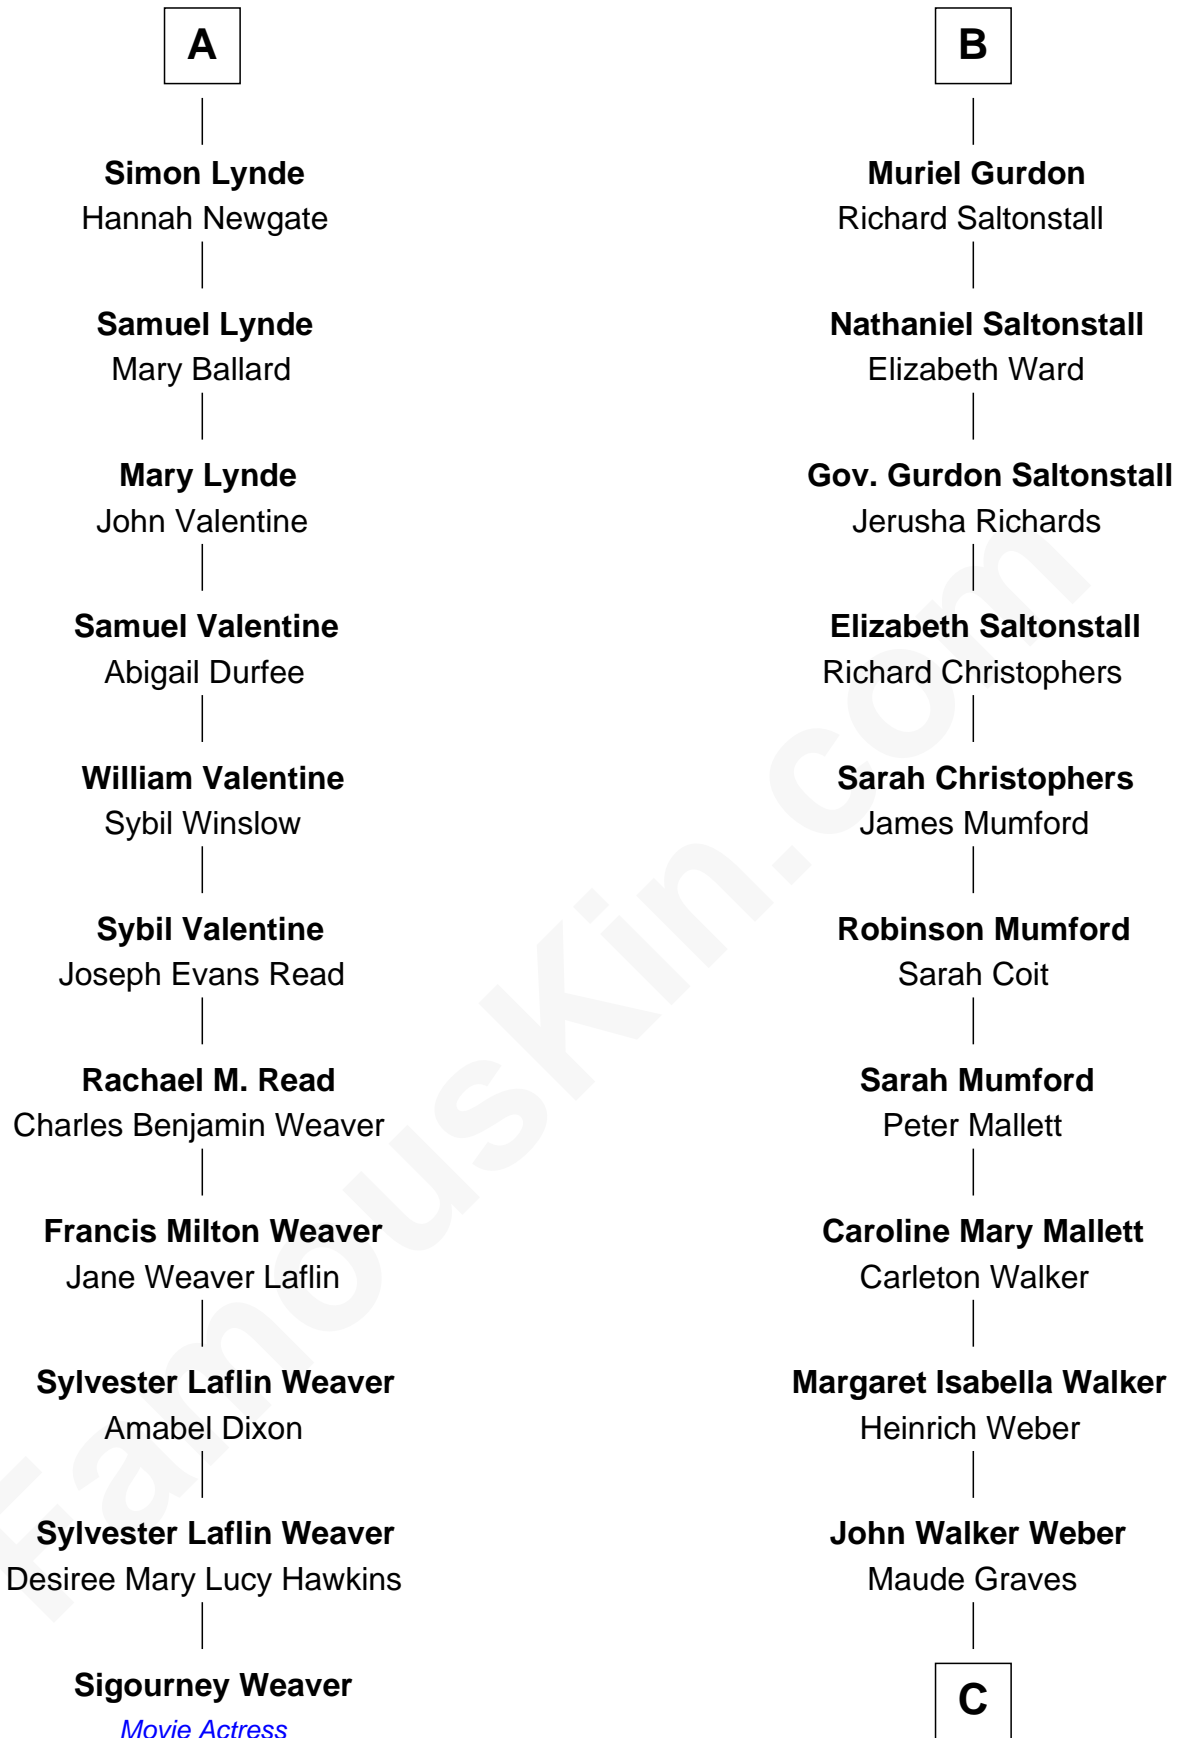 A
Simon Lynde
Hannah Newgate
Samuel Lynde
Mary Ballard
Mary Lynde
John Valentine
Samuel Valentine
Abigail Durfee
William Valentine
Sybil Winslow
Sybil Valentine
Joseph Evans Read
Rachael M. Read
Charles Benjamin Weaver
Francis Milton Weaver
Jane Weaver Laflin
Sylvester Laflin Weaver
Amabel Dixon
Sylvester Laflin Weaver
Desiree Mary Lucy Hawkins
Sigourney Weaver
Movie Actress
B
Muriel Gurdon
Richard Saltonstall
Nathaniel Saltonstall
Elizabeth Ward
Gov. Gurdon Saltonstall
Jerusha Richards
Elizabeth Saltonstall
Richard Christophers
Sarah Christophers
James Mumford
Robinson Mumford
Sarah Coit
Sarah Mumford
Peter Mallett
Caroline Mary Mallett
Carleton Walker
Margaret Isabella Walker
Heinrich Weber
John Walker Weber
Maude Graves
C
FamousKin.com